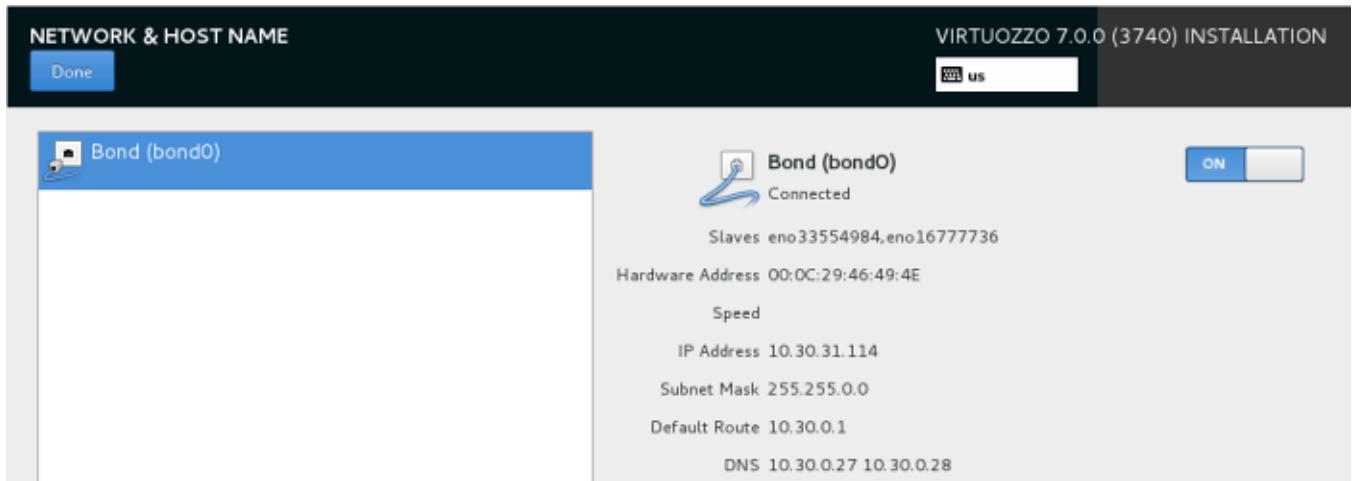 NETWORK & HOST NAME
VIRTUOZZO 7.0.0 (3740) INSTALLATION
Done
us
Bond (bond0)
Bond (bond0)
ON
Connected
Slaves eno33554984,eno16777736
Hardware Address 00:0C:29:46:49:4E
Speed
IP Address 10.30.31.114
Subnet Mask 255.255.0.0
Default Route 10.30.0.1
DNS 10.30.0.27 10.30.0.28